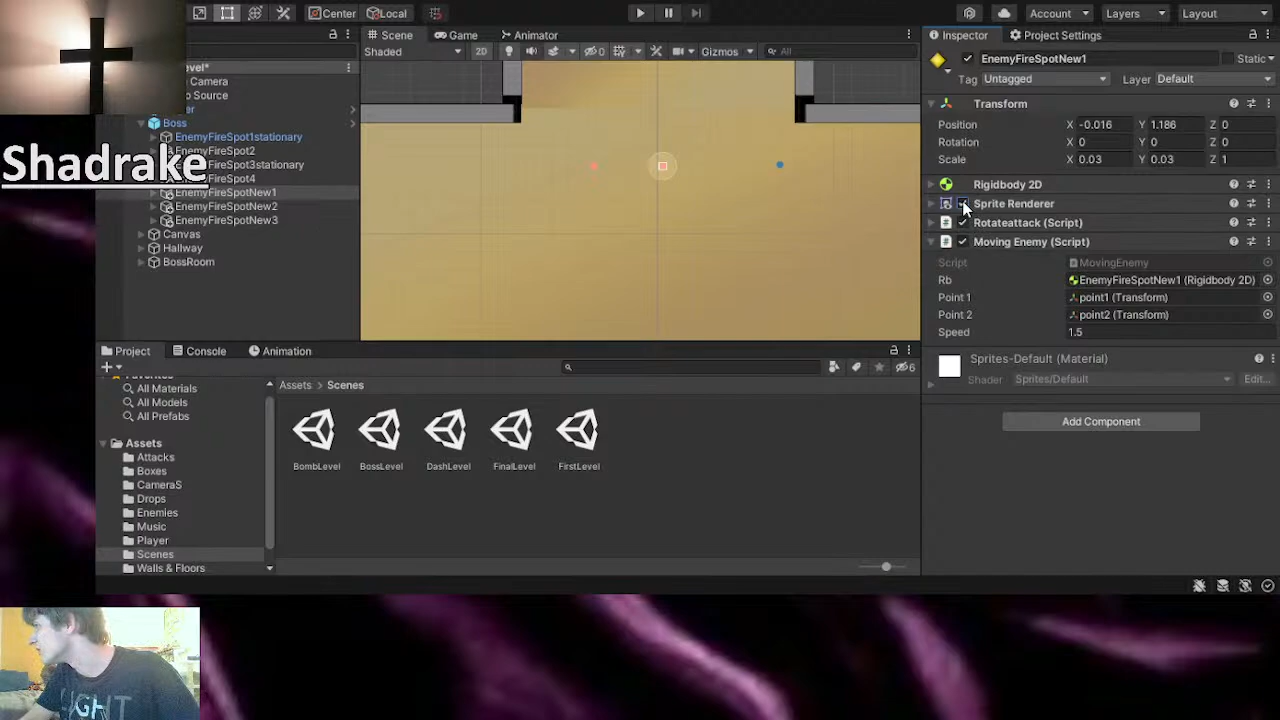 Center
Local
Account
Layers
Layout
Scene
Game
Animator
Inspector
Project Settings
Shaded
2D
0
Gizmos
All
EnemyFireSpotNew1
Static
Tag
Untagged
Layer
Default
Camera
o Source
Boss
EnemyFireSpot1stationary
EnemyFireSpot2
EnemyFireSpot3stationary
EnemyFireSpot4
EnemyFireSpotNew1
EnemyFireSpotNew2
EnemyFireSpotNew3
Canvas
Hallway
BossRoom
Shadrake
Transform
Position X -0.016 Y 1.186 Z 0
Rotation X 0 Y 0 Z 0
Scale X 0.03 Y 0.03 Z 1
Rigidbody 2D
Sprite Renderer
Rotateattack (Script)
Moving Enemy (Script)
Script MovingEnemy
Rb EnemyFireSpotNew1 (Rigidbody 2D)
Point 1 point1 (Transform)
Point 2 point2 (Transform)
Speed 1.5
Sprites-Default (Material)
Shader Sprites/Default Edit...
Add Component
Project
Console
Animation
6
All Materials
All Models
All Prefabs
Assets
Attacks
Boxes
CameraS
Drops
Enemies
Music
Player
Scenes
Walls & Floors
Assets > Scenes
BombLevel
BossLevel
DashLevel
FinalLevel
FirstLevel